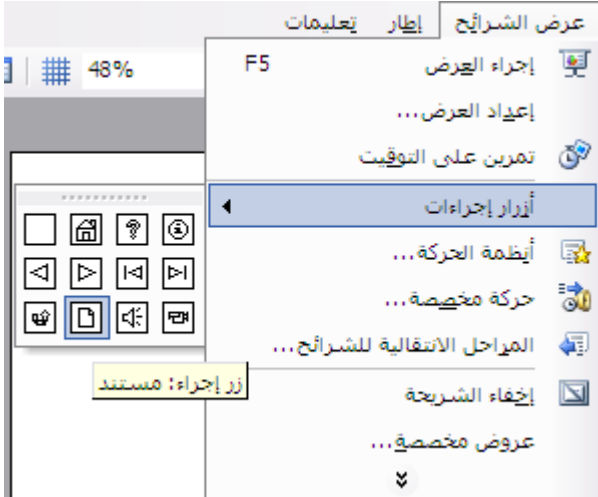 عرض الشرائح إطار تعليمات
48%
إجراء العرض F5
إعداد العرض...
تمرين على التوقيت
أزرار إجراءات
أنظمة الحركة...
حركة مخصصة...
المراحل الانتقالية للشرائح...
زر إجراء: مستند
إخفاء الشريحة
عروض مخصصة...